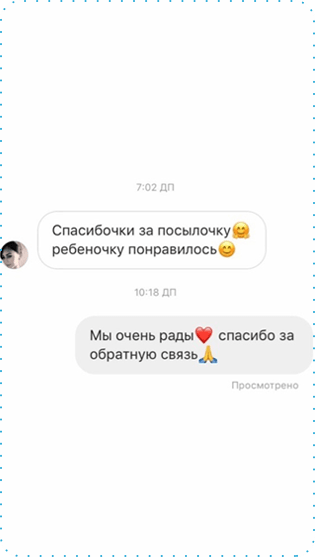 7:02 ДП
Спасибочки за посылочку🤗
ребеночку понравилось😊
10:18 ДП
Мы очень рады❤️ спасибо за
обратную связь🙏
Просмотрено